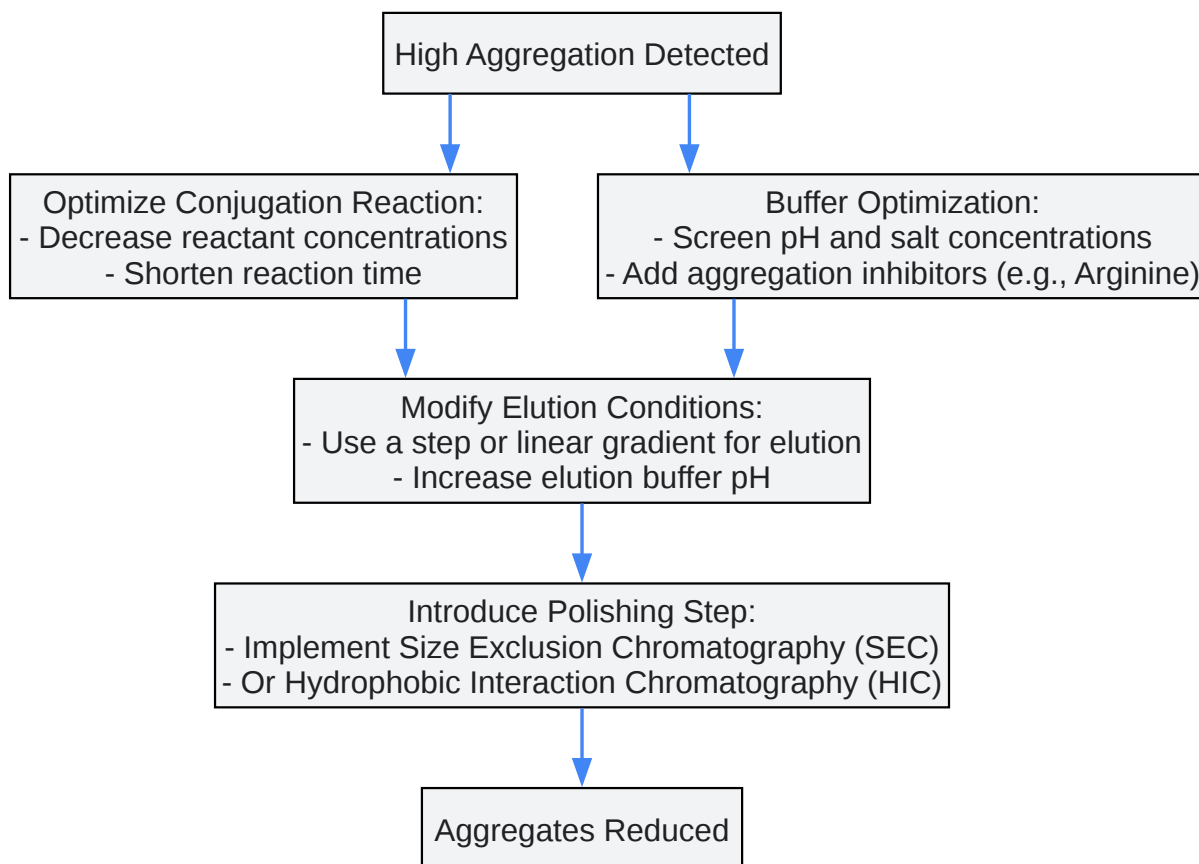 High Aggregation Detected
Optimize Conjugation Reaction:
- Decrease reactant concentrations
- Shorten reaction time
Buffer Optimization:
- Screen pH and salt concentrations
- Add aggregation inhibitors (e.g., Arginine)
Modify Elution Conditions:
- Use a step or linear gradient for elution
- Increase elution buffer pH
Introduce Polishing Step:
- Implement Size Exclusion Chromatography (SEC)
- Or Hydrophobic Interaction Chromatography (HIC)
Aggregates Reduced